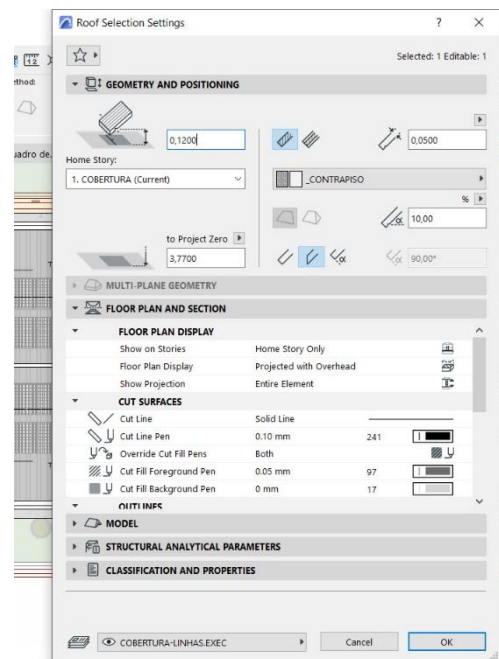 Roof Selection Settings ? ×
Selected: 1 Editable: 1
12
thod:
GEOMETRY AND POSITIONING
0,1200
0,0500
uadro de.
Home Story:
1. COBERTURA (Current)
_CONTRAPISO
%
10,00
to Project Zero
3,7700
90,00°
MULTI-PLANE GEOMETRY
FLOOR PLAN AND SECTION
FLOOR PLAN DISPLAY
Show on Stories Home Story Only
Floor Plan Display Projected with Overhead
Show Projection Entire Element
CUT SURFACES
Cut Line Solid Line
Cut Line Pen 0.10 mm 241
Override Cut Fill Pens Both
Cut Fill Foreground Pen 0.05 mm 97
Cut Fill Background Pen 0 mm 17
OUTLINES
MODEL
STRUCTURAL ANALYTICAL PARAMETERS
CLASSIFICATION AND PROPERTIES
COBERTURA-LINHAS.EXEC Cancel OK